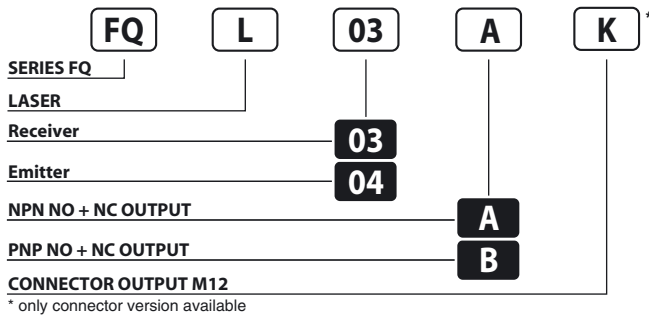 FQ L 03 A K *
SERIES FQ
LASER
Receiver 03
Emitter 04
NPN NO + NC OUTPUT A
PNP NO + NC OUTPUT B
CONNECTOR OUTPUT M12
* only connector version available